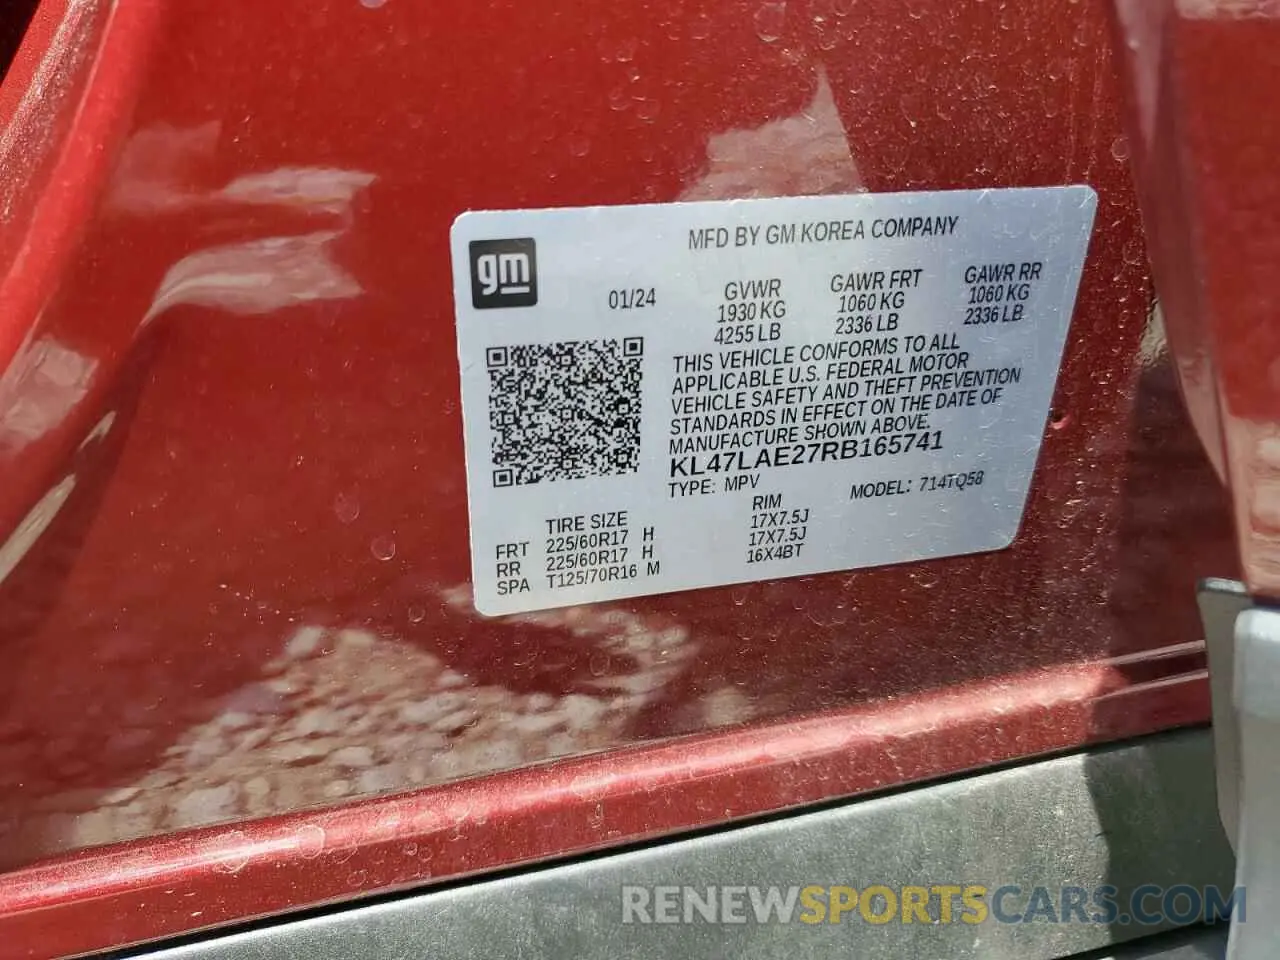 gm
MFD BY GM KOREA COMPANY
01/24
GVWR GAWR FRT GAWR RR
1930 KG 1060 KG 1060 KG
4255 LB 2336 LB 2336 LB
THIS VEHICLE CONFORMS TO ALL
APPLICABLE U.S. FEDERAL MOTOR
VEHICLE SAFETY AND THEFT PREVENTION
STANDARDS IN EFFECT ON THE DATE OF
MANUFACTURE SHOWN ABOVE.
KL47LAE27RB165741
TYPE: MPV MODEL: 714TQ58
TIRE SIZE RIM
FRT 225/60R17 H 17X7.5J
RR 225/60R17 H 17X7.5J
SPA T125/70R16 M 16X4BT
RENEWSPORTSCARS.COM